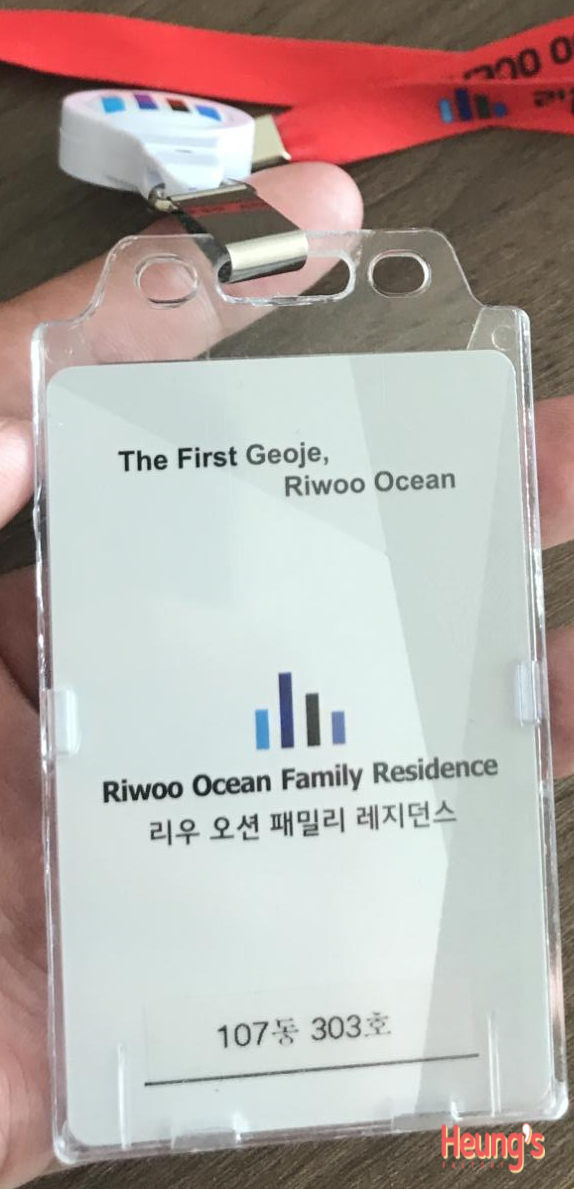 The First Geoje,
Riwoo Ocean
Riwoo Ocean Family Residence
리우 오션 패밀리 레지던스
107동 303호
Heung's